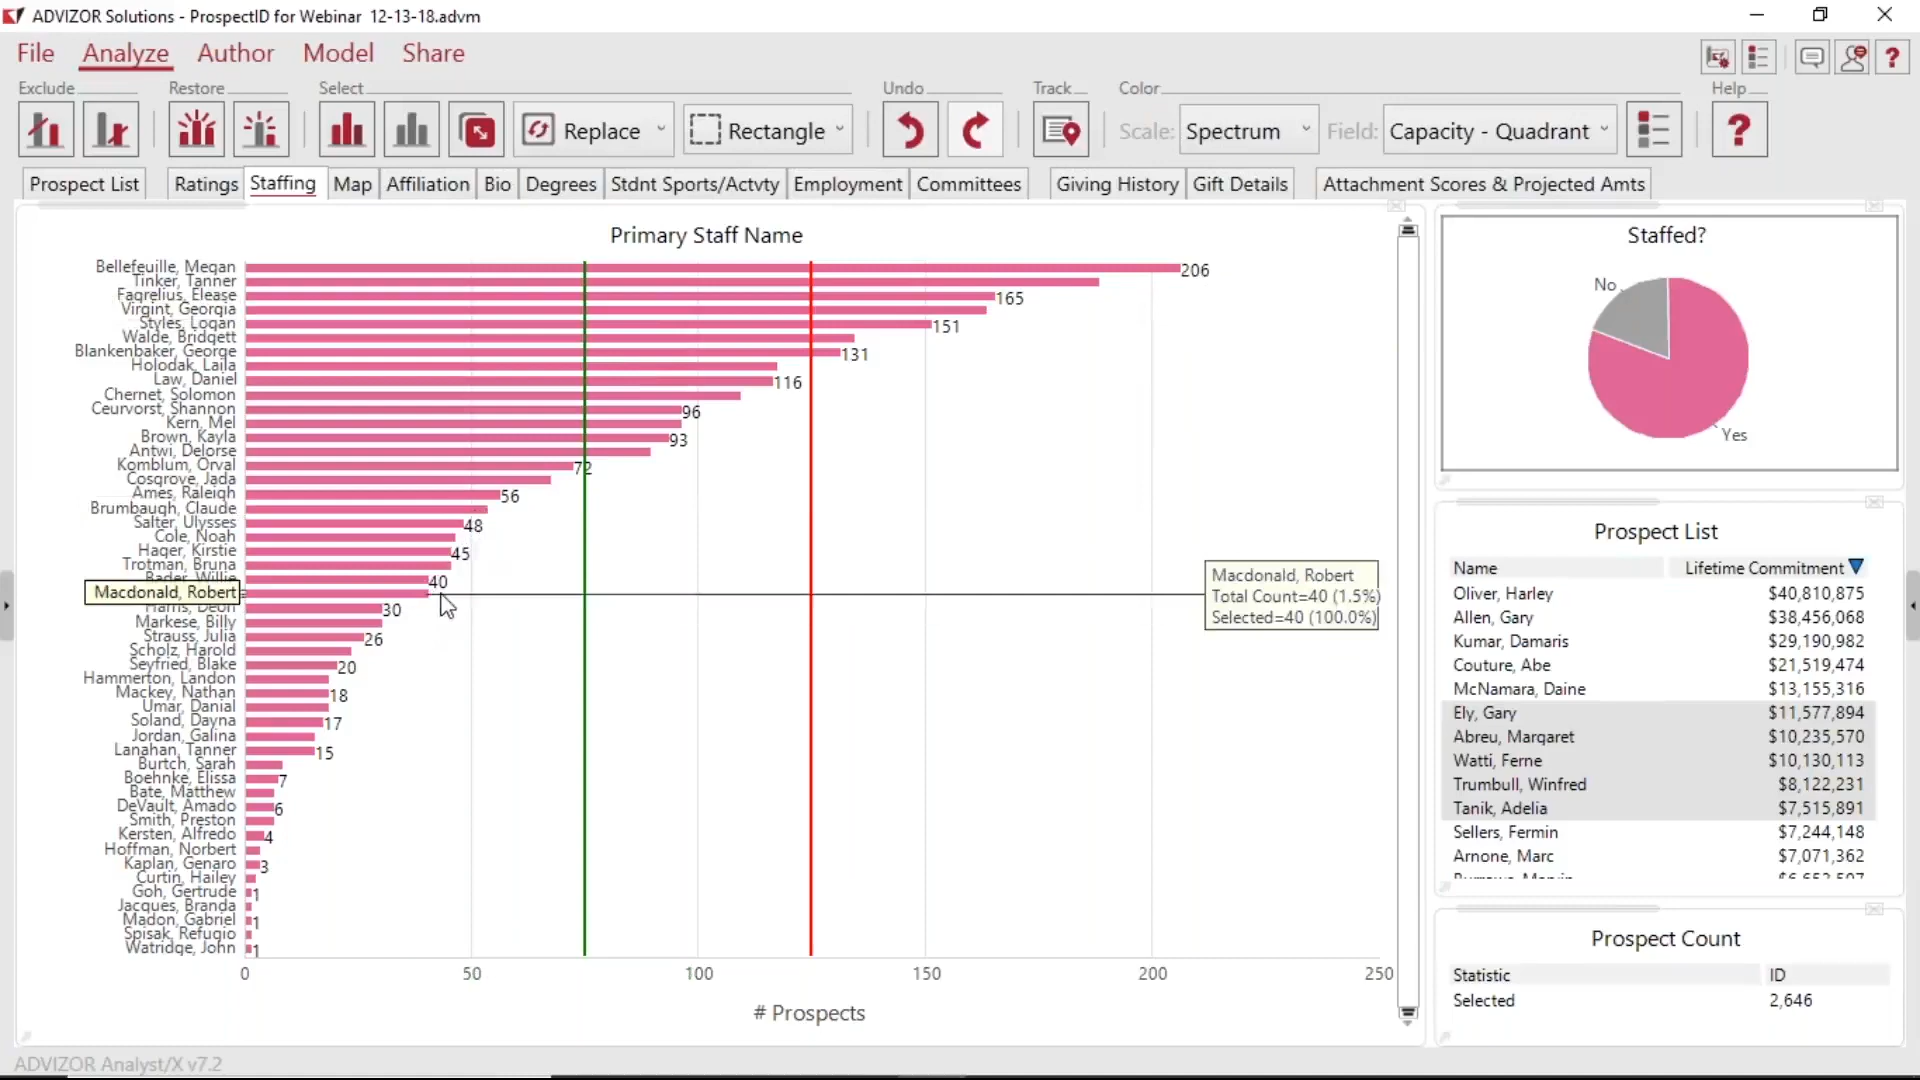 ADVIZOR Solutions - ProspectID for Webinar 12-13-18.advm
File Analyze Author Model Share
Exclude Restore Select Undo Track Color Help
Replace Rectangle Scale: Spectrum Field: Capacity - Quadrant
Prospect List Ratings Staffing Map Affiliation Bio Degrees Stdnt Sports/Actvty Employment Committees Giving History Gift Details Attachment Scores & Projected Amts
Primary Staff Name
Bellefeuille, Megan 206
Tinker, Tanner
Fagrelius, Elease 165
Virgint, Georgia
Styles, Logan 151
Walde, Bridgett
Blankenbaker, George 131
Holodak, Laila
Law, Daniel 116
Chernet, Solomon
Ceurvorst, Shannon 96
Kern, Mel
Brown, Kayla 93
Antwi, Delorse
Komblum, Orval 72
Cosgrove, Jada
Ames, Raleigh 56
Brumbaugh, Claude
Salter, Ulysses 48
Cole, Noah
Hager, Kirstie 45
Trotman, Bruna
Bader, Willie 40
Macdonald, Robert
Harris, Deon 30
Markese, Billy
Strauss, Julia 26
Scholz, Harold
Seyfried, Blake 20
Hammerton, Landon
Mackey, Nathan 18
Umar, Danial
Soland, Dayna 17
Jordan, Galina
Lanahan, Tanner 15
Burtch, Sarah
Boehnke, Elissa 7
Bate, Matthew
DeVault, Amado 6
Smith, Preston
Kersten, Alfredo 4
Hoffman, Norbert
Kaplan, Genaro 3
Curtin, Hailey
Goh, Gertrude 1
Jacques, Branda
Madon, Gabriel 1
Spisak, Refugio
Watridge, John 1
0 50 100 150 200 250
# Prospects
Macdonald, Robert
Total Count=40 (1.5%)
Selected=40 (100.0%)
Staffed?
No
Yes
Prospect List
Name Lifetime Commitment
Oliver, Harley $40,810,875
Allen, Gary $38,456,068
Kumar, Damaris $29,190,982
Couture, Abe $21,519,474
McNamara, Daine $13,155,316
Ely, Gary $11,577,894
Abreu, Margaret $10,235,570
Watti, Ferne $10,130,113
Trumbull, Winfred $8,122,231
Tanik, Adelia $7,515,891
Sellers, Fermin $7,244,148
Arnone, Marc $7,071,362
Prospect Count
Statistic ID
Selected 2,646
ADVIZOR Analyst/X v7.2